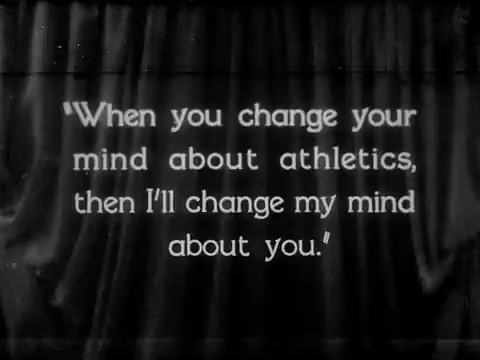 "When you change your
mind about athletics,
then I'll change my mind
about you."